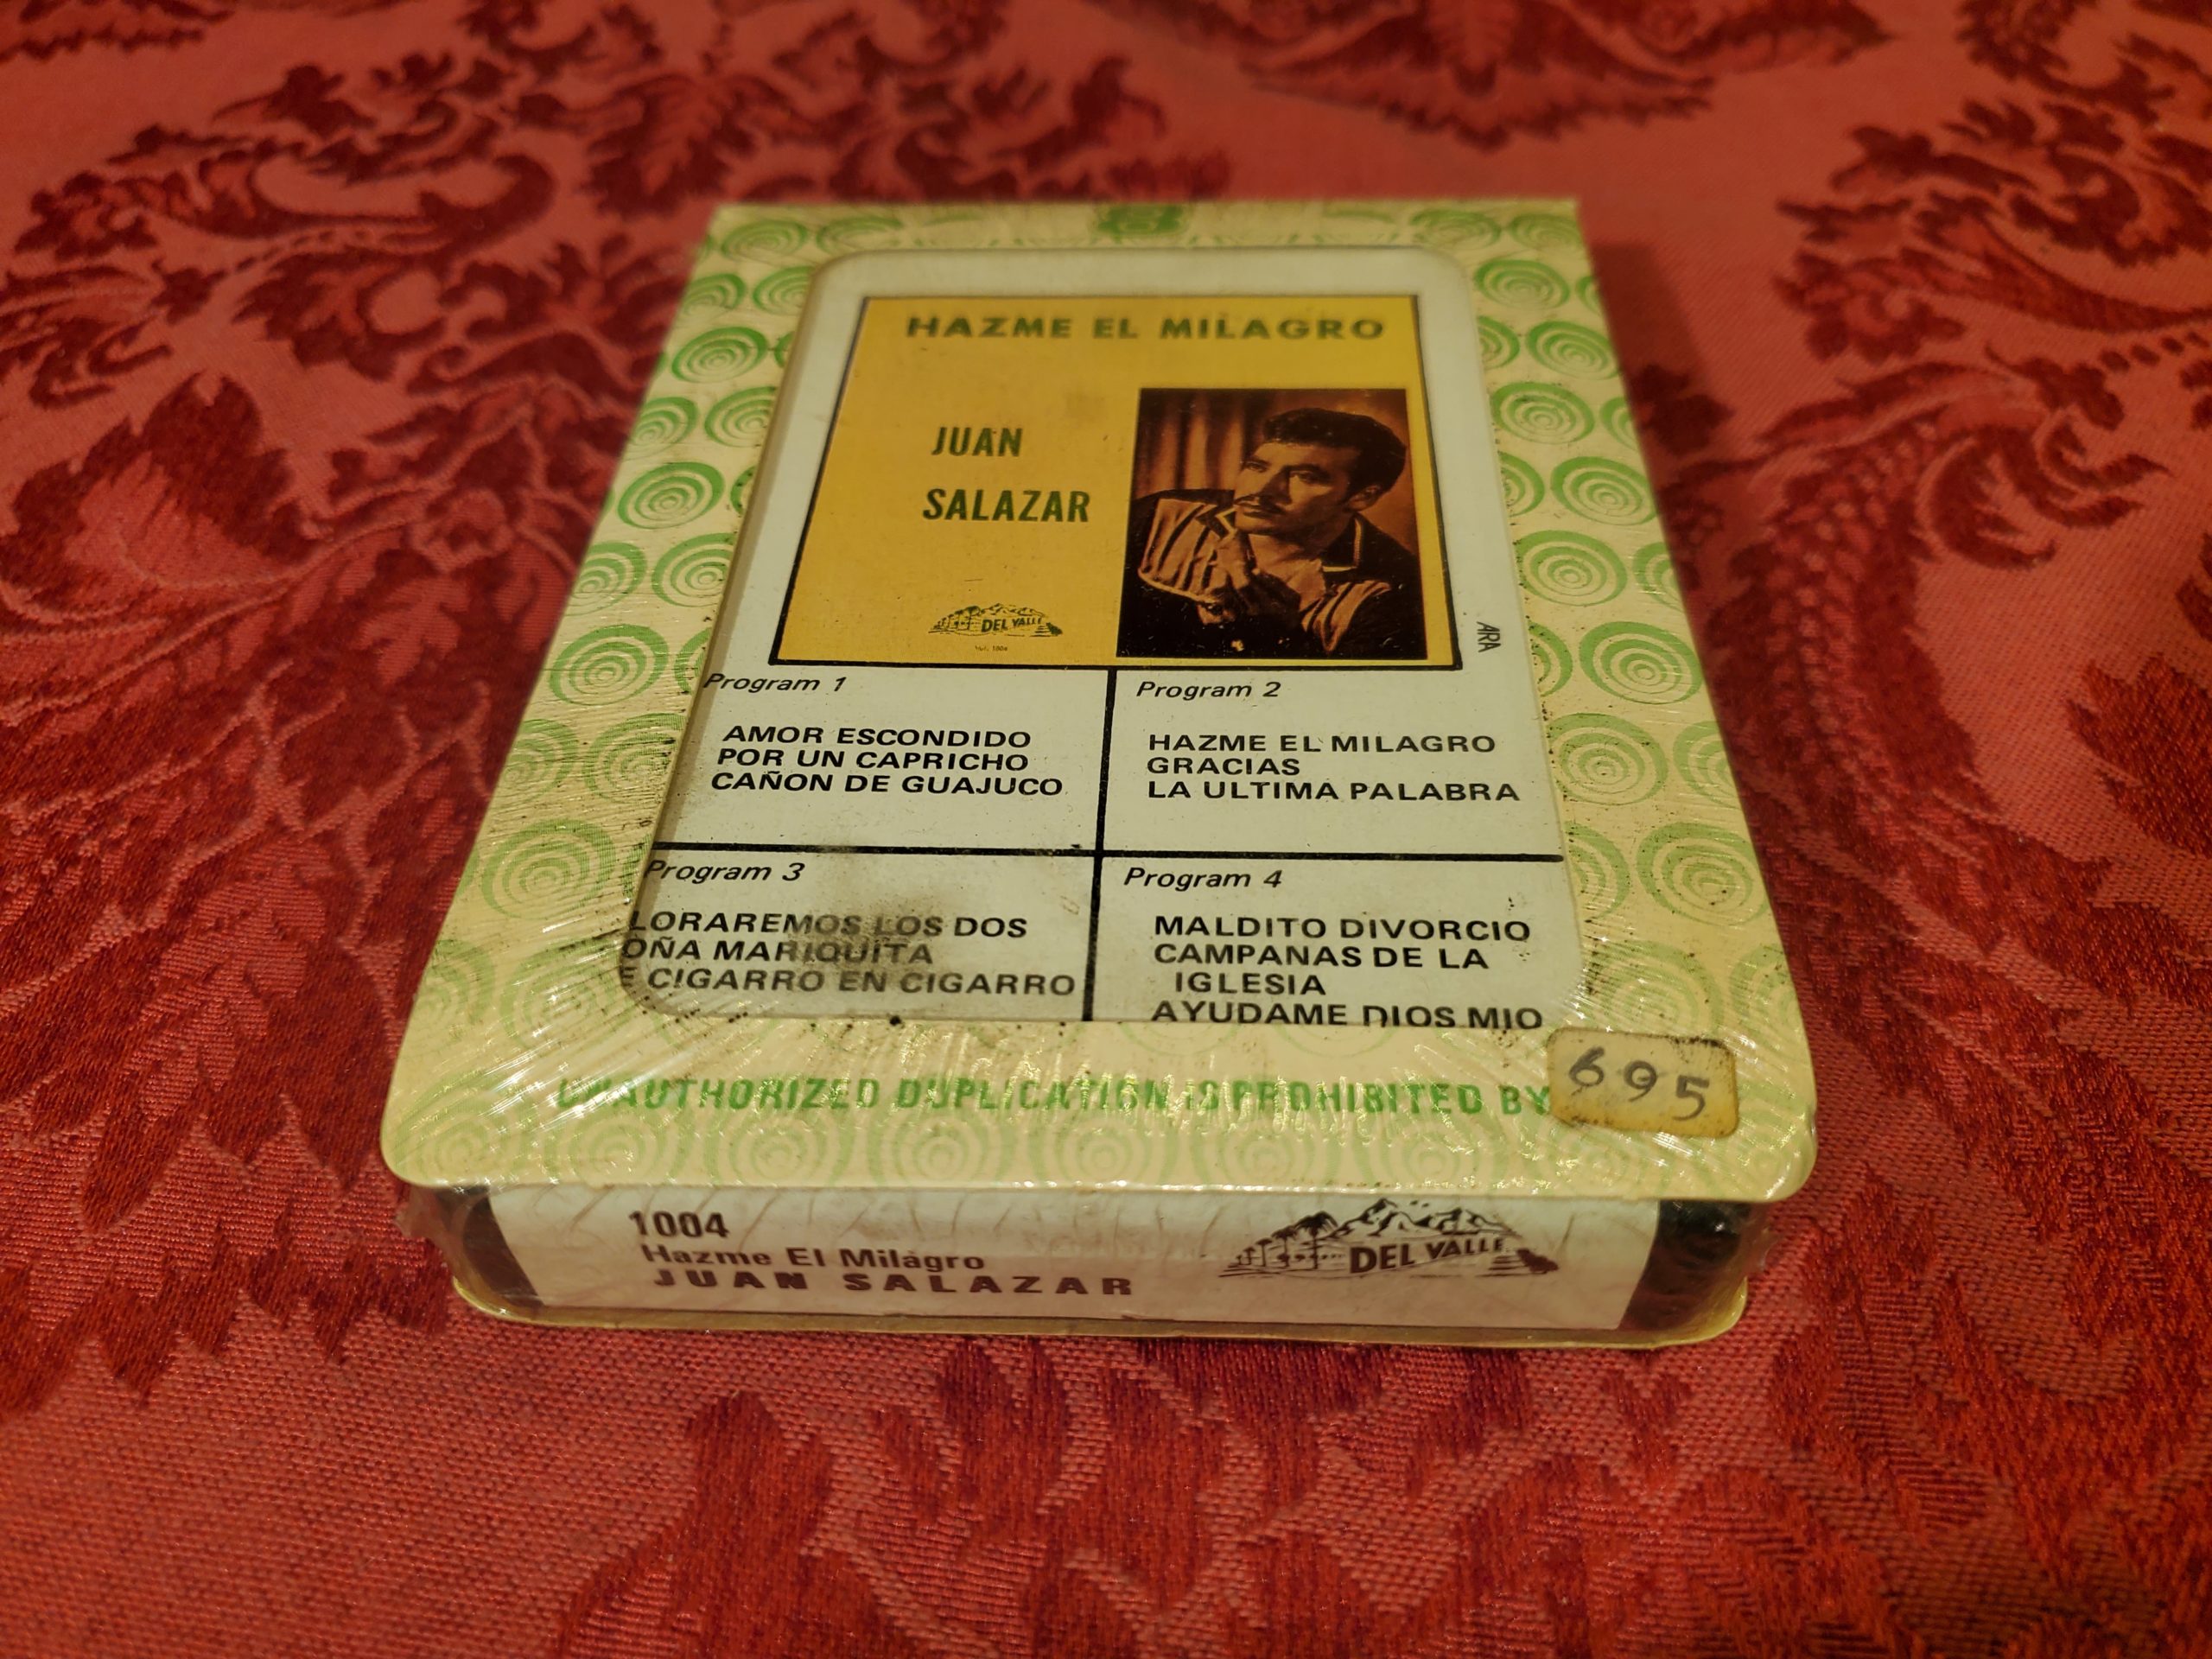 HAZME EL MILAGRO
JUAN
SALAZAR
DEL VALLE
ARA
Program 1
AMOR ESCONDIDO
POR UN CAPRICHO
CAÑON DE GUAJUCO
Program 2
HAZME EL MILAGRO
GRACIAS
LA ULTIMA PALABRA
Program 3
LORAREMOS LOS DOS
OÑA MARIQUITA
E CIGARRO EN CIGARRO
Program 4
MALDITO DIVORCIO
CAMPANAS DE LA
IGLESIA
AYUDAME DIOS MIO
UNAUTHORIZED DUPLICATION IS PROHIBITED BY
695
1004
Hazme El Milagro
JUAN SALAZAR
DEL VALLE